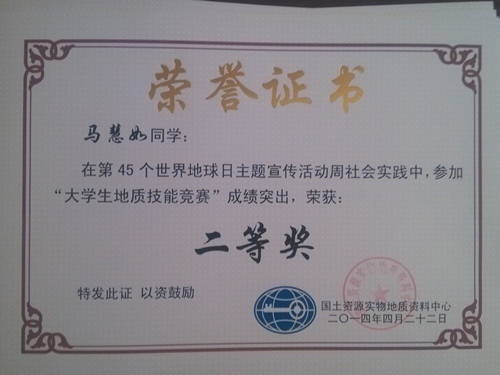 荣誉证书
马慧如同学：
在第45个世界地球日主题宣传活动周社会实践中，参加
“大学生地质技能竞赛”成绩突出，荣获：
二等奖
特发此证 以资鼓励
国土资源实物地质资料中心
二〇一四年四月二十二日